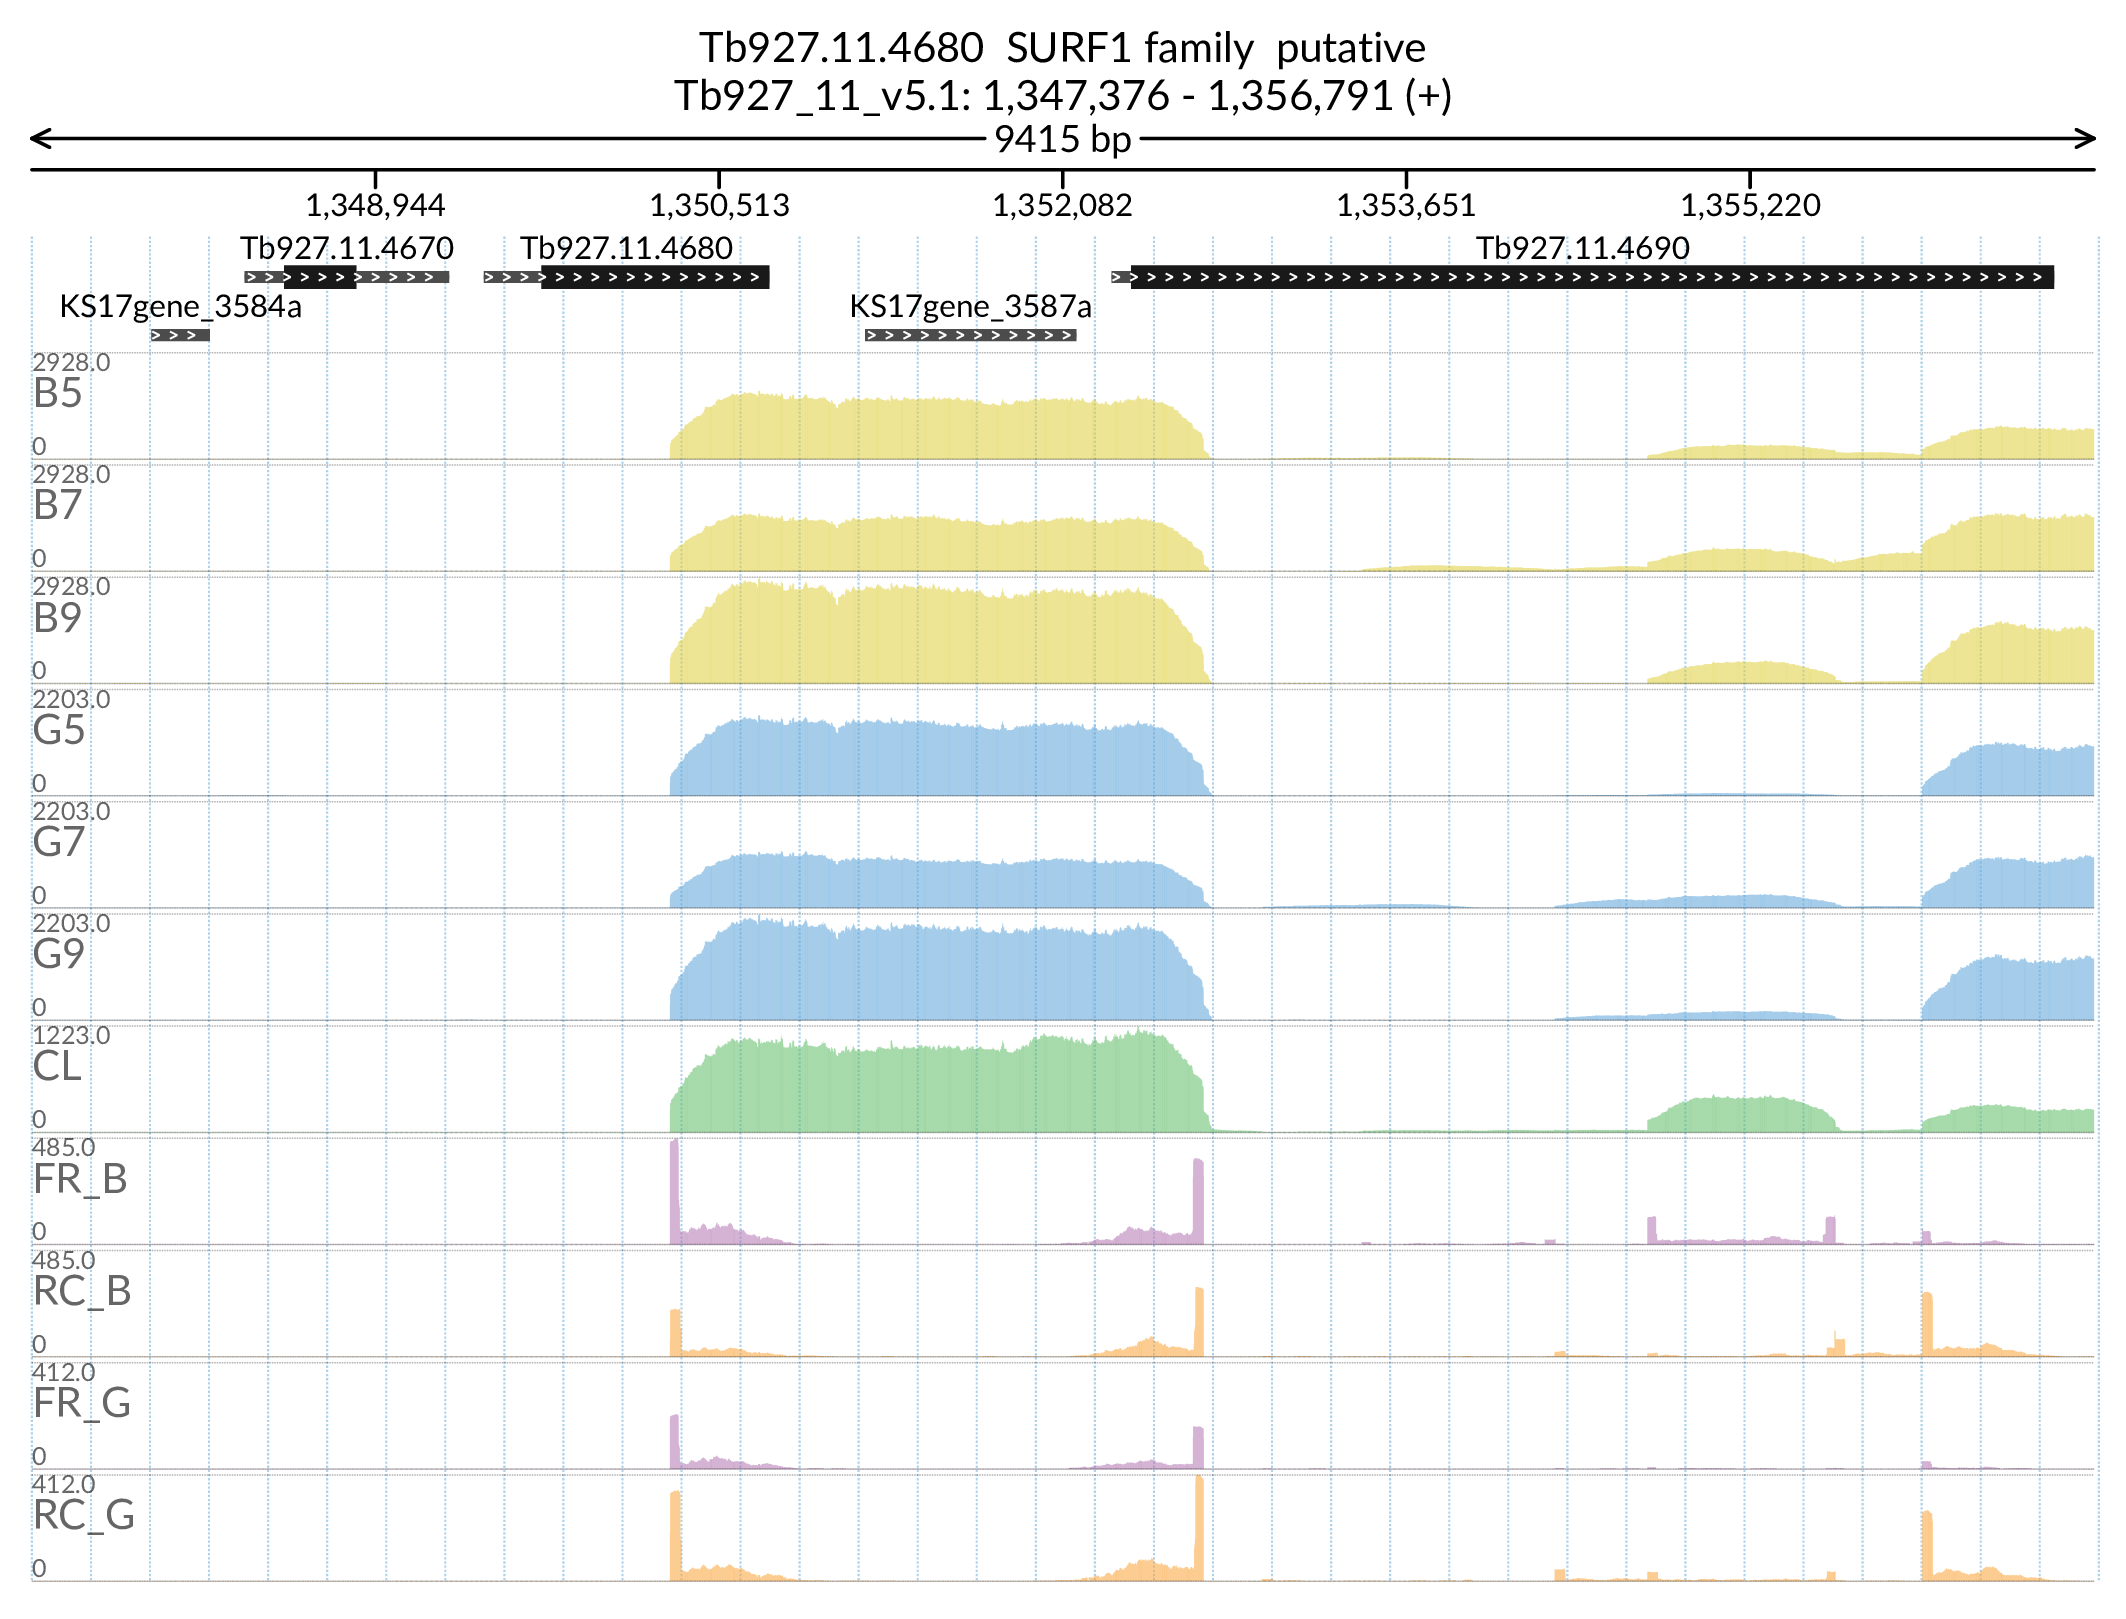 Tb927.11.4680  SURF1 family  putative
Tb927_11_v5.1: 1,347,376 - 1,356,791 (+)
9415 bp
1,348,944 1,350,513 1,352,082 1,353,651 1,355,220
Tb927.11.4670 Tb927.11.4680 Tb927.11.4690
KS17gene_3584a KS17gene_3587a
2928.0
B5
0
2928.0
B7
0
2928.0
B9
0
2203.0
G5
0
2203.0
G7
0
2203.0
G9
0
1223.0
CL
0
485.0
FR_B
0
485.0
RC_B
0
412.0
FR_G
0
412.0
RC_G
0